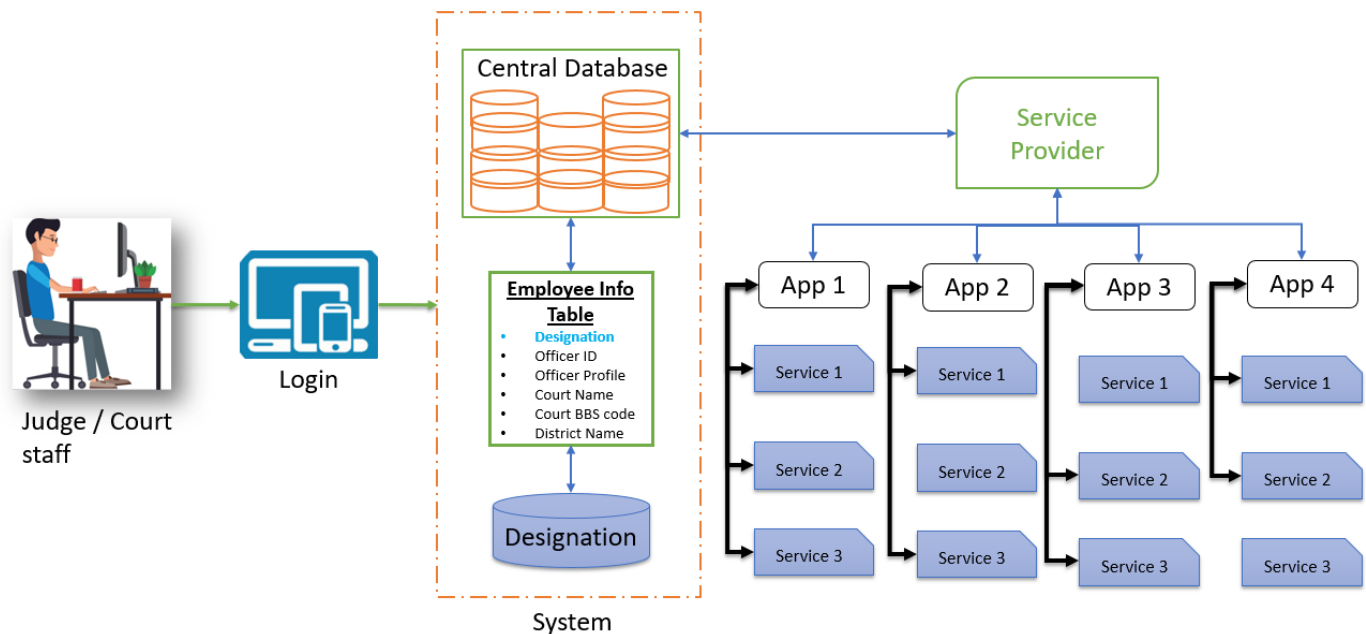 Central Database
Service
Provider
Employee Info
Table
• Designation
• Officer ID
• Officer Profile
• Court Name
• Court BBS code
• District Name
Designation
System
Login
Judge / Court
staff
App 1
Service 1
Service 2
Service 3
App 2
Service 1
Service 2
Service 3
App 3
Service 1
Service 2
Service 3
App 4
Service 1
Service 2
Service 3